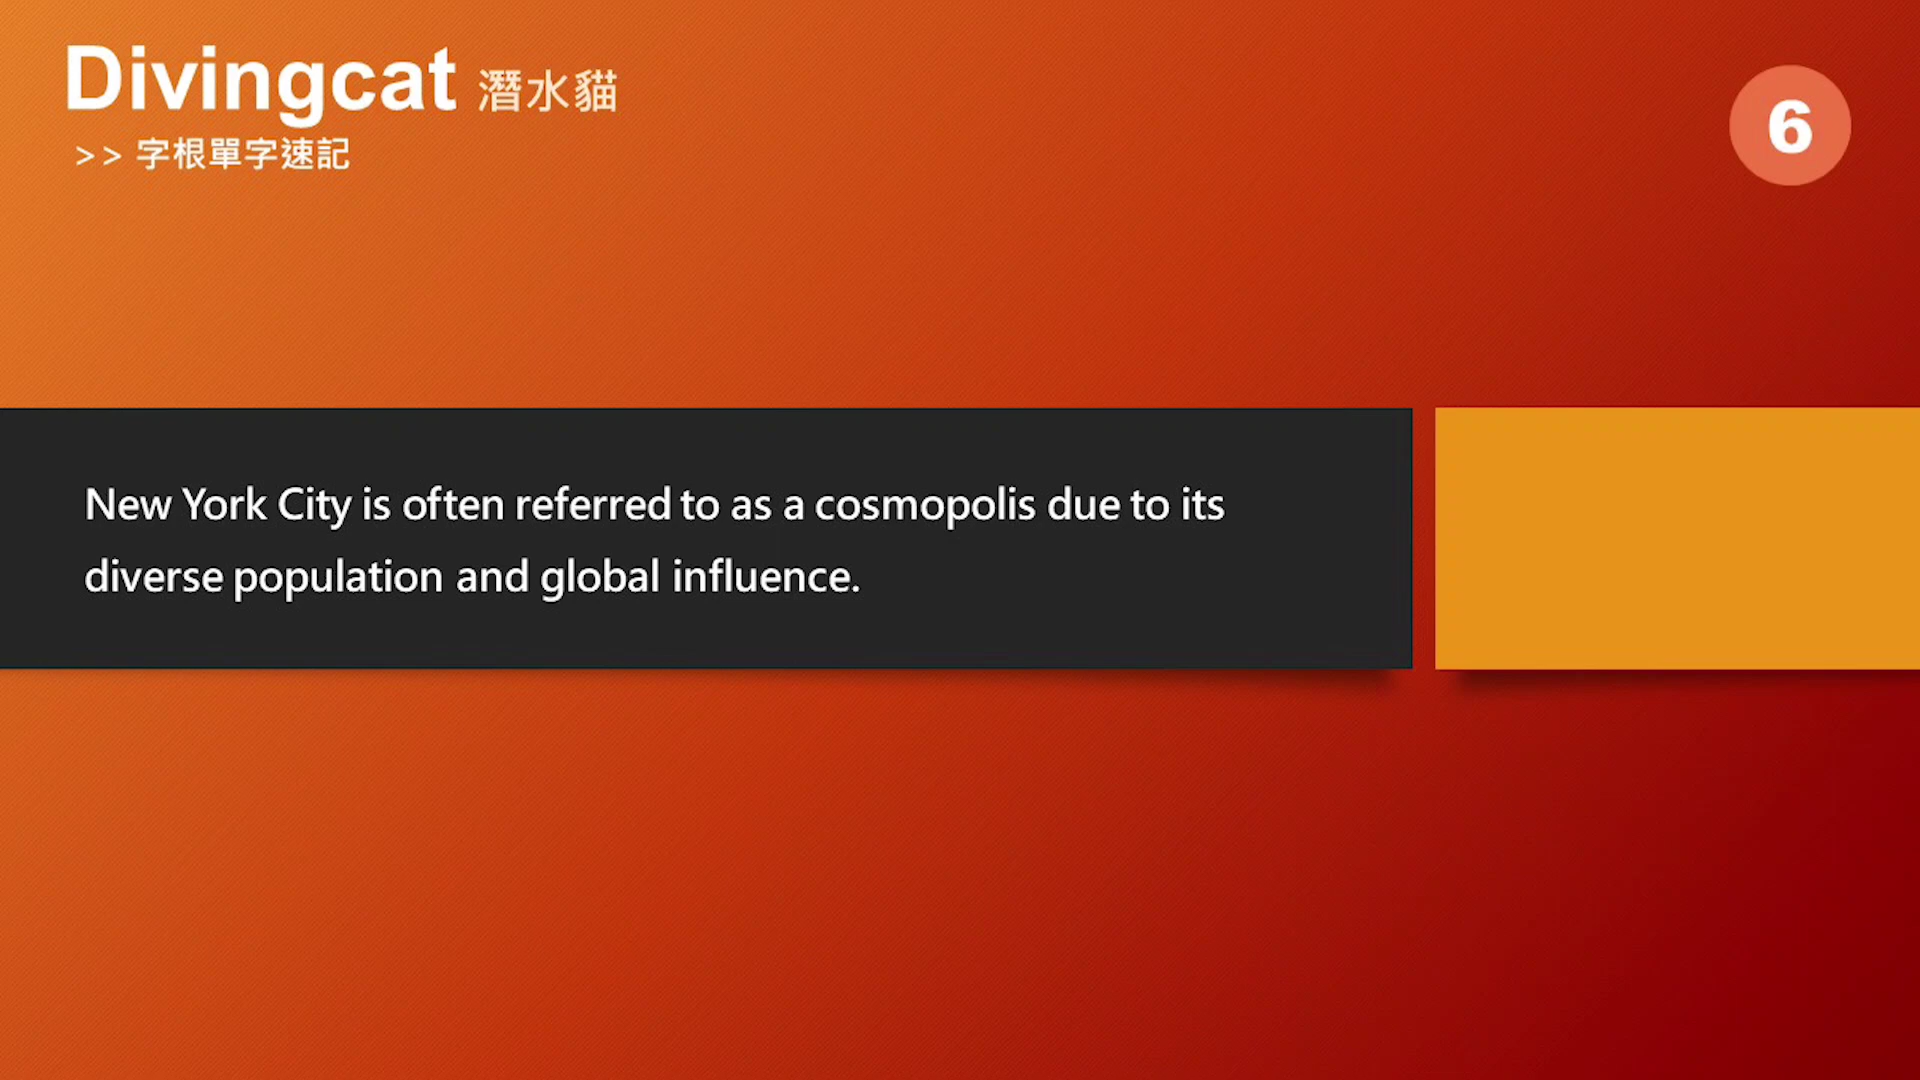 Divingcat 潛水貓
>> 字根單字速記
6
New York City is often referred to as a cosmopolis due to its
diverse population and global influence.